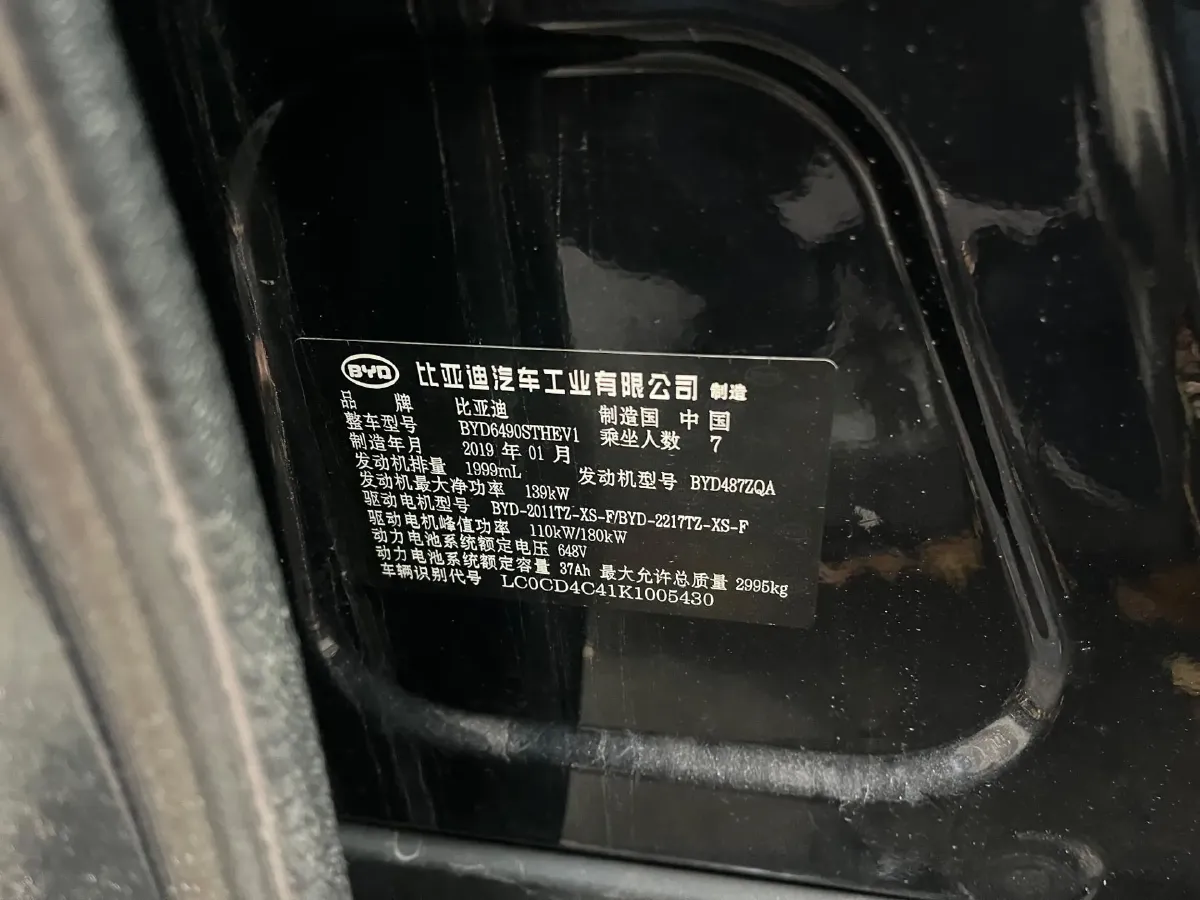 BYD 比亚迪汽车工业有限公司 制造
品 牌 比亚迪 制造国 中国
整车型号 BYD6490STHEV1 乘坐人数 7
制造年月 2019 年 01 月
发动机排量 1999mL 发动机型号 BYD487ZQA
发动机最大净功率 139kW
驱动电机型号 BYD-2011TZ-XS-F/BYD-2217TZ-XS-F
驱动电机峰值功率 110kW/180kW
动力电池系统额定电压 648V
动力电池系统额定容量 37Ah 最大允许总质量 2995kg
车辆识别代号 LC0CD4C41K1005430